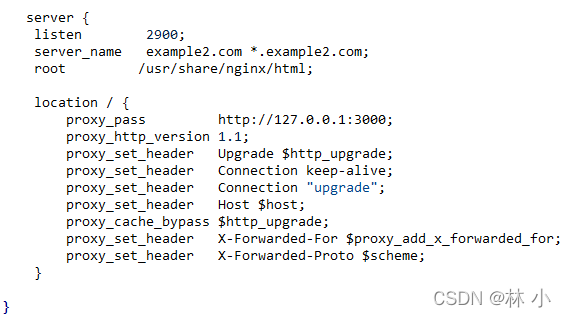 server {
listen 2900;
server_name example2.com *.example2.com;
root /usr/share/nginx/html;
location / {
proxy_pass http://127.0.0.1:3000;
proxy_http_version 1.1;
proxy_set_header Upgrade $http_upgrade;
proxy_set_header Connection keep-alive;
proxy_set_header Connection "upgrade";
proxy_set_header Host $host;
proxy_cache_bypass $http_upgrade;
proxy_set_header X-Forwarded-For $proxy_add_x_forwarded_for;
proxy_set_header X-Forwarded-Proto $scheme;
}
}
CSDN @林 小